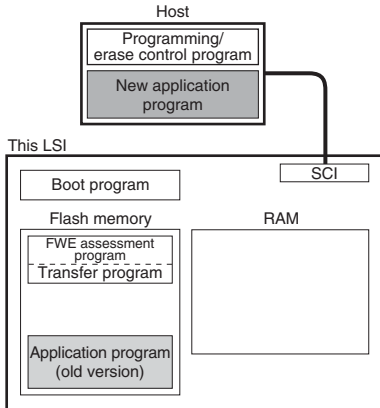 Host
Programming/
erase control program
New application
program
This LSI
SCI
Boot program
Flash memory
RAM
FWE assessment
program
Transfer program
Application program
(old version)